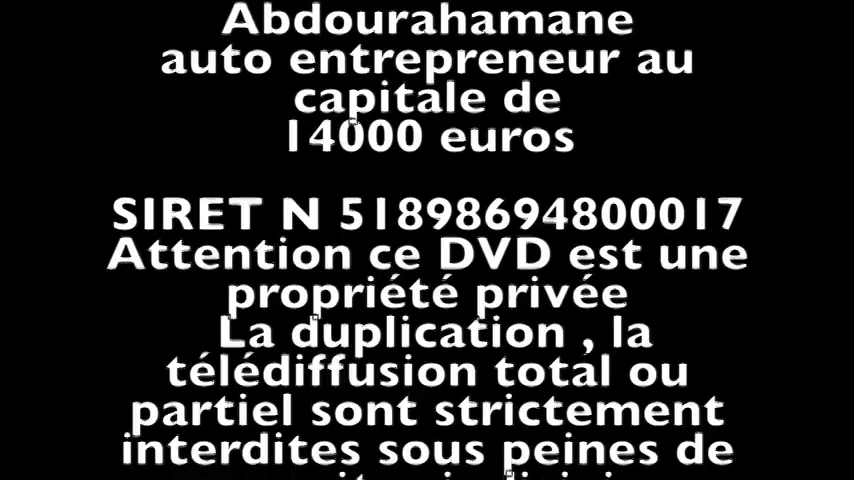 Abdourahamane
auto entrepreneur au
capitale de
14000 euros
SIRET N 51898694800017
Attention ce DVD est une
propriété privée
La duplication , la
télédiffusion total ou
partiel sont strictement
interdites sous peines de